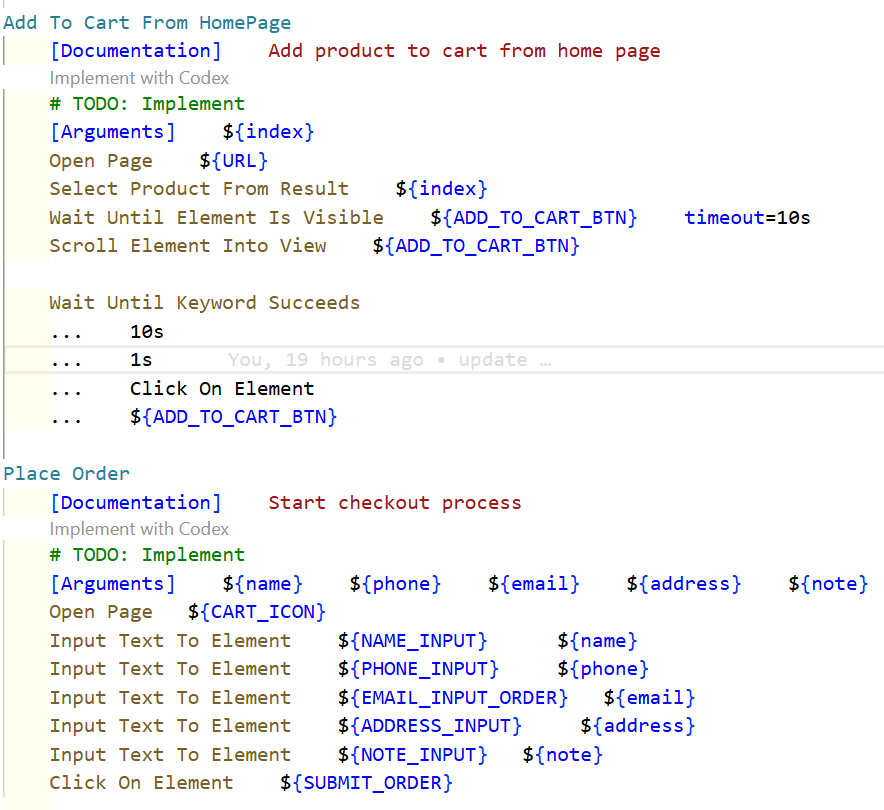 Add To Cart From HomePage
[Documentation]    Add product to cart from home page
Implement with Codex
# TODO: Implement
[Arguments]    ${index}
Open Page    ${URL}
Select Product From Result    ${index}
Wait Until Element Is Visible    ${ADD_TO_CART_BTN}    timeout=10s
Scroll Element Into View    ${ADD_TO_CART_BTN}
Wait Until Keyword Succeeds
...    10s
...    1s    You, 19 hours ago • update …
...    Click On Element
...    ${ADD_TO_CART_BTN}
Place Order
[Documentation]    Start checkout process
Implement with Codex
# TODO: Implement
[Arguments]    ${name}    ${phone}    ${email}    ${address}    ${note}
Open Page   ${CART_ICON}
Input Text To Element    ${NAME_INPUT}      ${name}
Input Text To Element    ${PHONE_INPUT}     ${phone}
Input Text To Element    ${EMAIL_INPUT_ORDER}   ${email}
Input Text To Element    ${ADDRESS_INPUT}     ${address}
Input Text To Element    ${NOTE_INPUT}   ${note}
Click On Element    ${SUBMIT_ORDER}